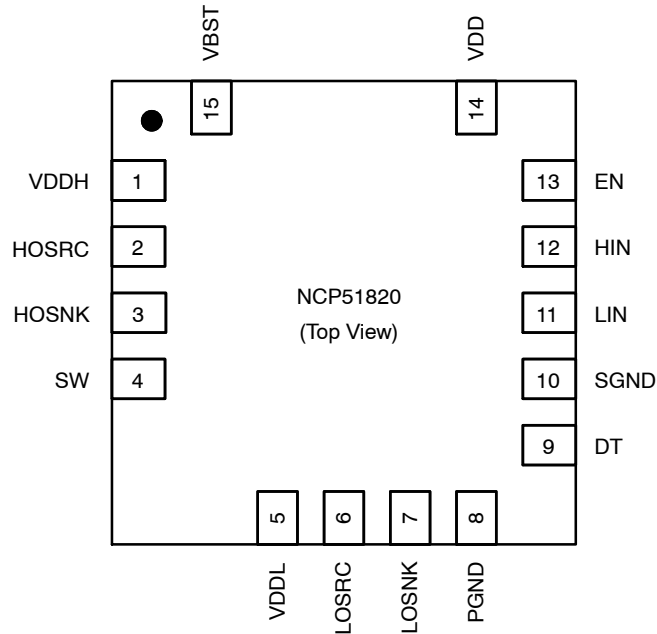 VBST
VDD
15
14
VDDH 1
13 EN
HOSRC 2
12 HIN
HOSNK 3
11 LIN
SW 4
10 SGND
9 DT
NCP51820
(Top View)
5
6
7
8
VDDL
LOSRC
LOSNK
PGND